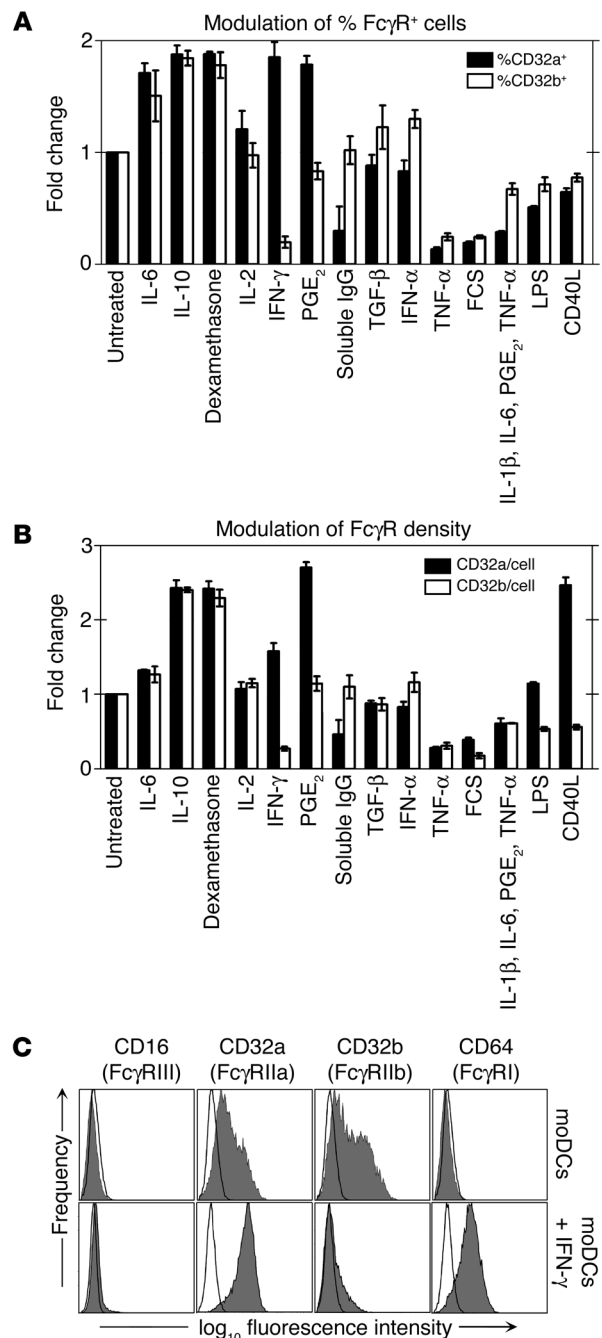 A
Modulation of % FcγR⁺ cells
%CD32a⁺
%CD32b⁺
Fold change
2
1
0
Untreated
IL-6
IL-10
Dexamethasone
IL-2
IFN-γ
PGE₂
Soluble IgG
TGF-β
IFN-α
TNF-α
FCS
IL-1β, IL-6, PGE₂, TNF-α
LPS
CD40L
B
Modulation of FcγR density
CD32a/cell
CD32b/cell
Fold change
3
2
1
0
Untreated
IL-6
IL-10
Dexamethasone
IL-2
IFN-γ
PGE₂
Soluble IgG
TGF-β
IFN-α
TNF-α
FCS
IL-1β, IL-6, PGE₂, TNF-α
LPS
CD40L
C
CD16
(FcγRIII)
CD32a
(FcγRIIa)
CD32b
(FcγRIIb)
CD64
(FcγRI)
Frequency
moDCs
moDCs
+ IFN-γ
log₁₀ fluorescence intensity